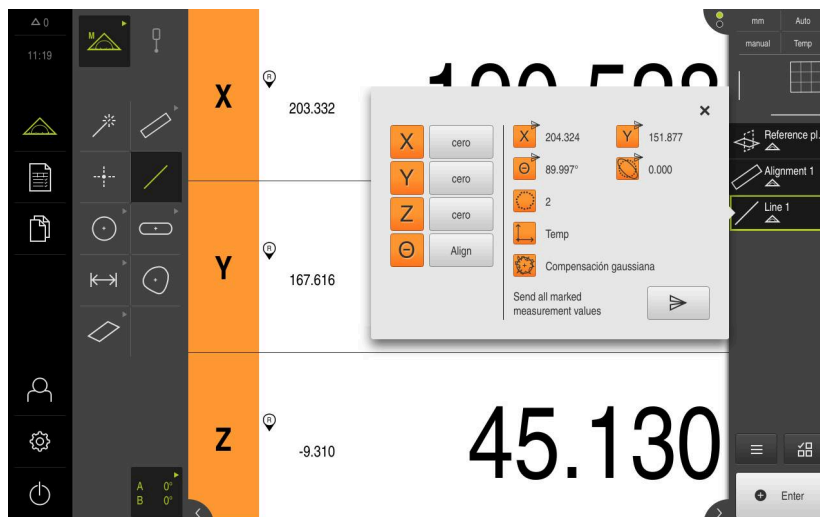 0
11:19
M
A 0°
B 0°
X
R
203.332
Y
R
167.616
Z
R
-9.310
45.130
X cero
Y cero
Z cero
Θ Align
X 204.324 Y 151.877
Θ 89.997° 0.000
2
Temp
Compensación gaussiana
Send all marked
measurement values
mm Auto
manual Temp
Reference pl.
Alignment 1
Line 1
Enter